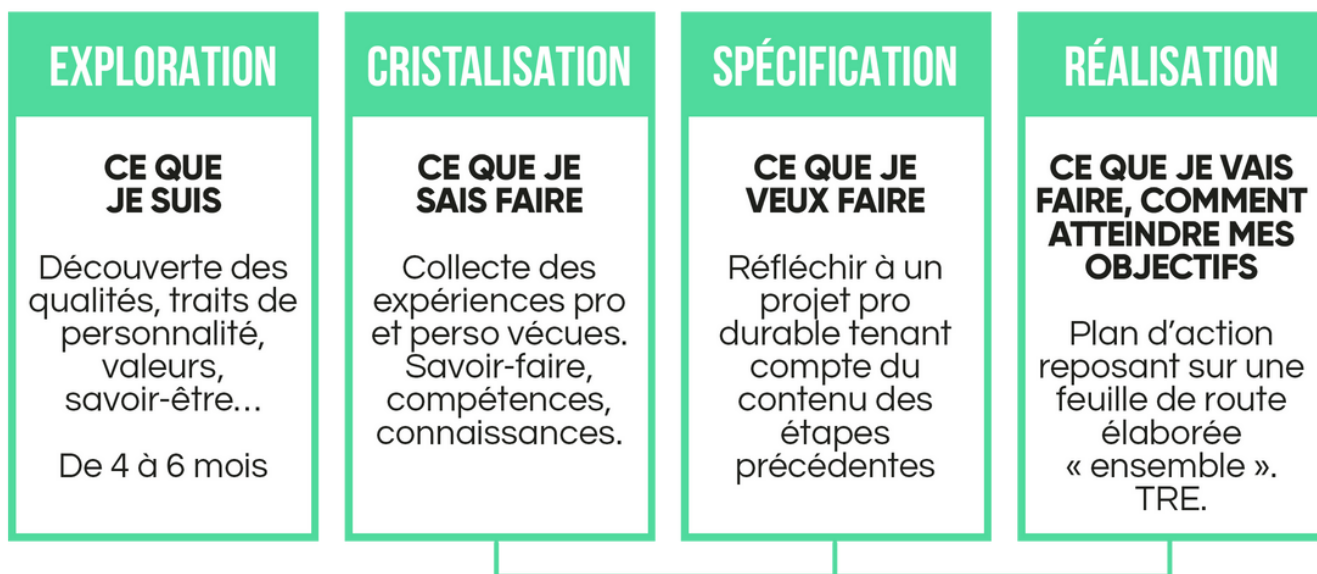 EXPLORATION
CE QUE
JE SUIS
Découverte des
qualités, traits de
personnalité,
valeurs,
savoir-être…
De 4 à 6 mois
CRISTALISATION
CE QUE JE
SAIS FAIRE
Collecte des
expériences pro
et perso vécues.
Savoir-faire,
compétences,
connaissances.
SPÉCIFICATION
CE QUE JE
VEUX FAIRE
Réfléchir à un
projet pro
durable tenant
compte du
contenu des
étapes
précédentes
RÉALISATION
CE QUE JE VAIS
FAIRE, COMMENT
ATTEINDRE MES
OBJECTIFS
Plan d’action
reposant sur une
feuille de route
élaborée
« ensemble ».
TRE.